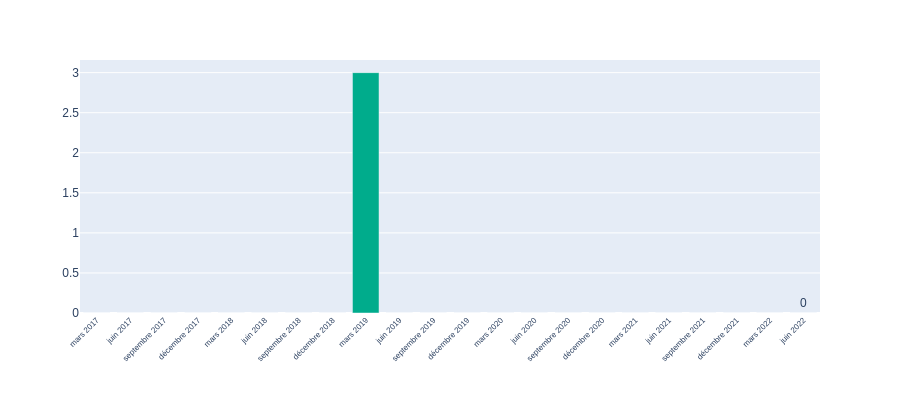 3
2.5
2
1.5
1
0.5
0
0
mars 2017
juin 2017
septembre 2017
décembre 2017
mars 2018
juin 2018
septembre 2018
décembre 2018
mars 2019
juin 2019
septembre 2019
décembre 2019
mars 2020
juin 2020
septembre 2020
décembre 2020
mars 2021
juin 2021
septembre 2021
décembre 2021
mars 2022
juin 2022